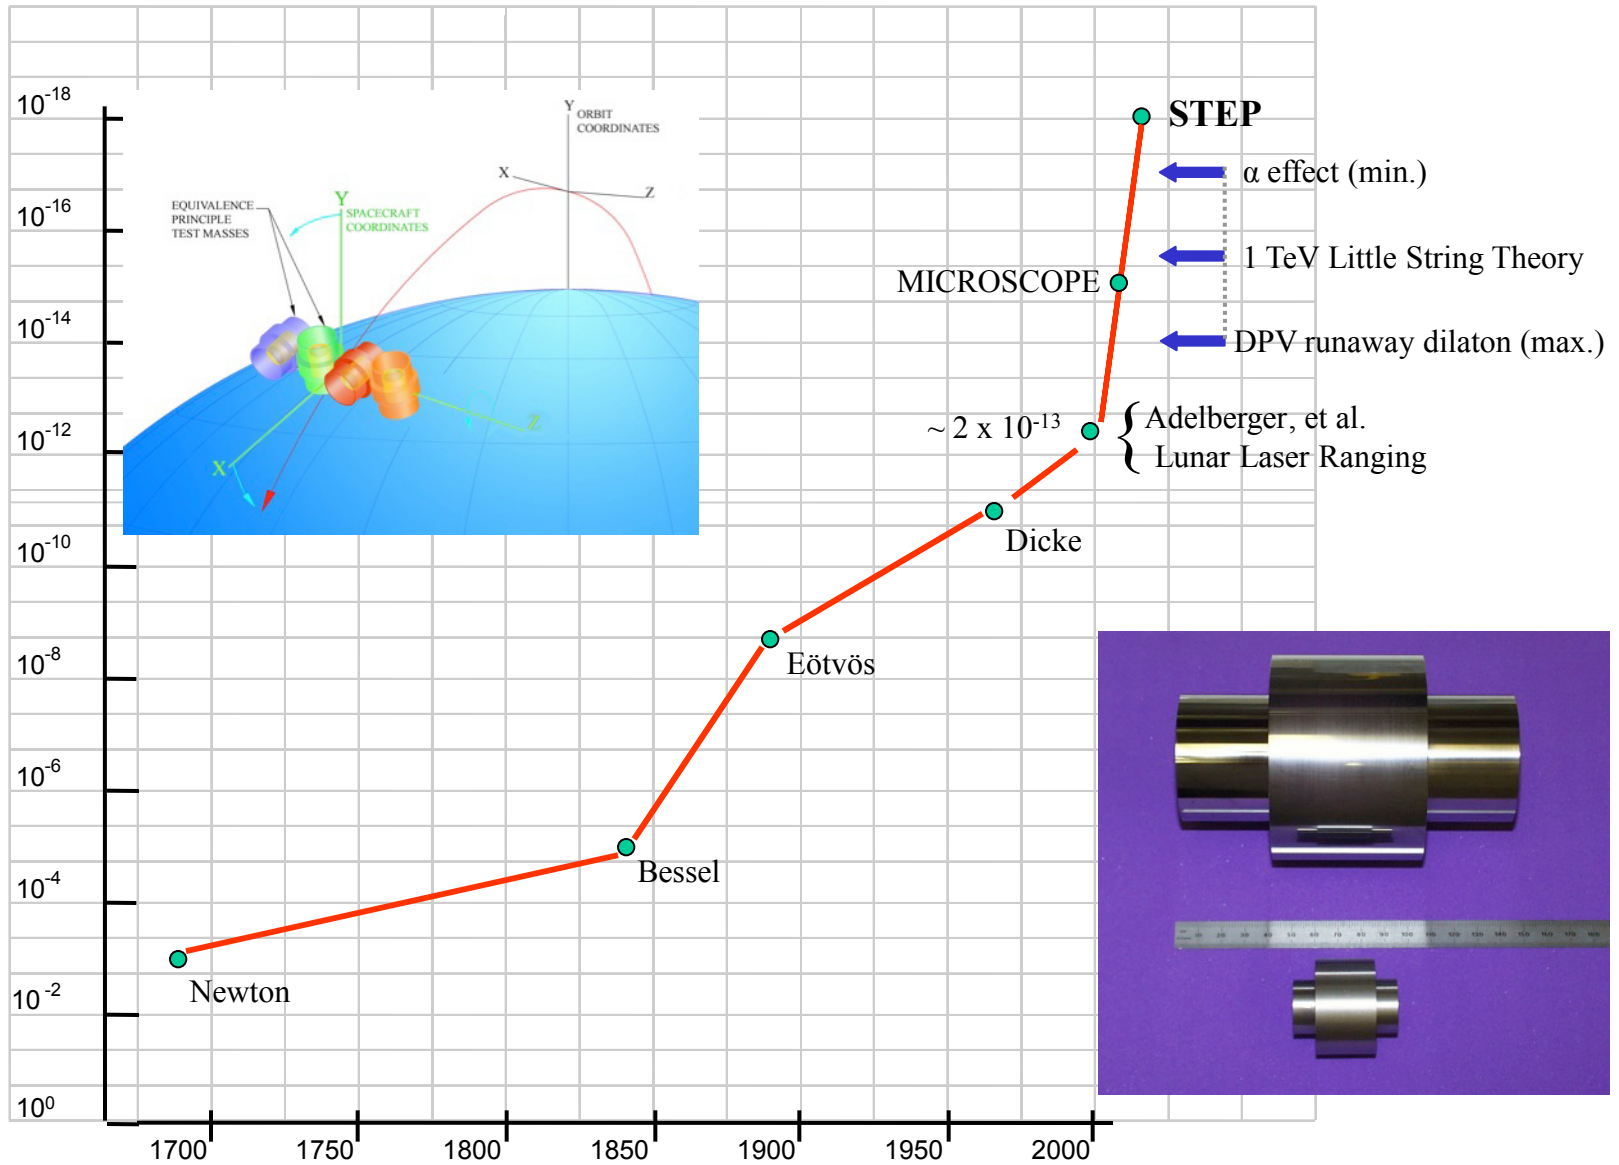 10-18
10-16
10-14
10-12
10-10
10-8
10-6
10-4
10-2
100
1700
1750
1800
1850
1900
1950
2000
Y ORBIT
COORDINATES
X
Z
EQUIVALENCE
PRINCIPLE
TEST MASSES
Y
SPACECRAFT
COORDINATES
X
Z
STEP
α effect (min.)
1 TeV Little String Theory
MICROSCOPE
DPV runaway dilaton (max.)
~ 2 x 10-13
{ Adelberger, et al.
Lunar Laser Ranging
Dicke
Eötvös
Bessel
Newton